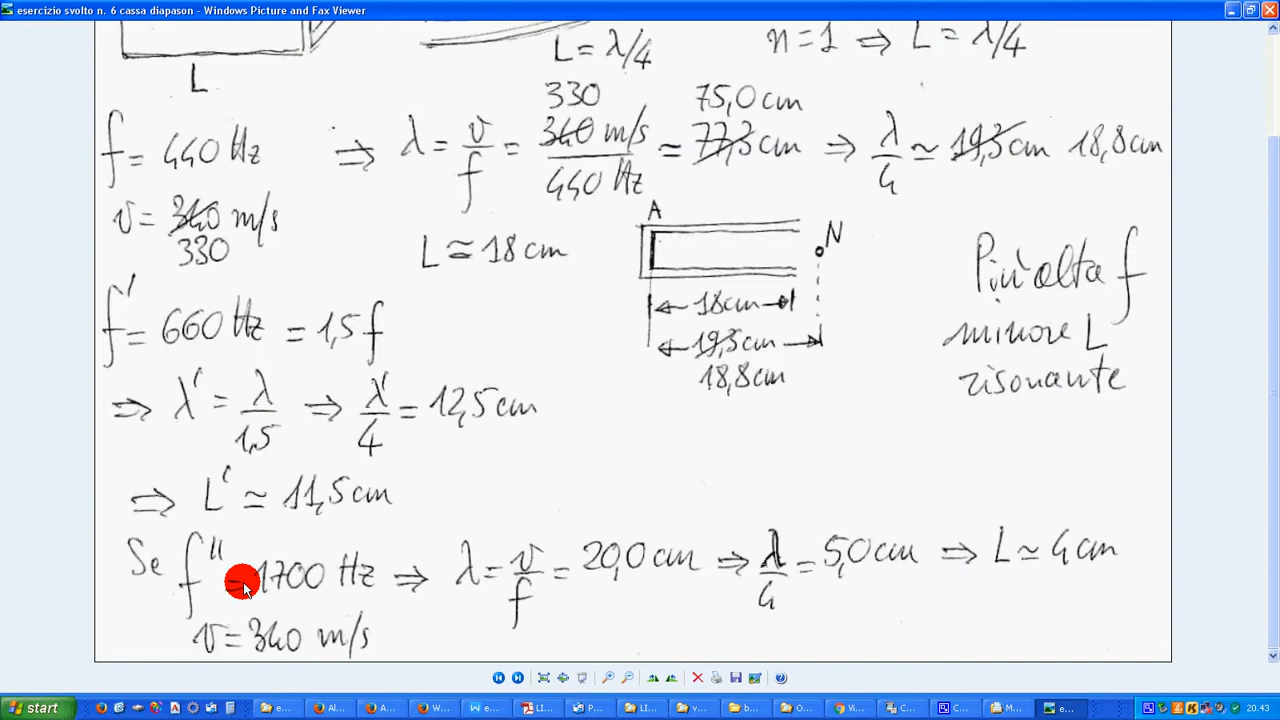 esercizio svolto n. 6 cassa diapason - Windows Picture and Fax Viewer
L
L = λ/4
n = 1 ⇒ L = λ/4
330
75,0 cm
f = 440 Hz ⇒ λ = v/f = 340 m/s / 440 Hz ≃ 77,3 cm ⇒ λ/4 ≃ 19,3 cm 18,8 cm
v = 340 m/s
330
L ≃ 18 cm
A
N
18 cm
19,3 cm
18,8 cm
Più alta f
minore L
risonante
f' = 660 Hz = 1,5 f
⇒ λ' = λ/1,5 ⇒ λ'/4 = 12,5 cm
⇒ L' ≃ 11,5 cm
Se f'' = 1700 Hz ⇒ λ = v/f = 20,0 cm ⇒ λ/4 = 5,0 cm ⇒ L ≃ 4 cm
v = 340 m/s
start
20.43